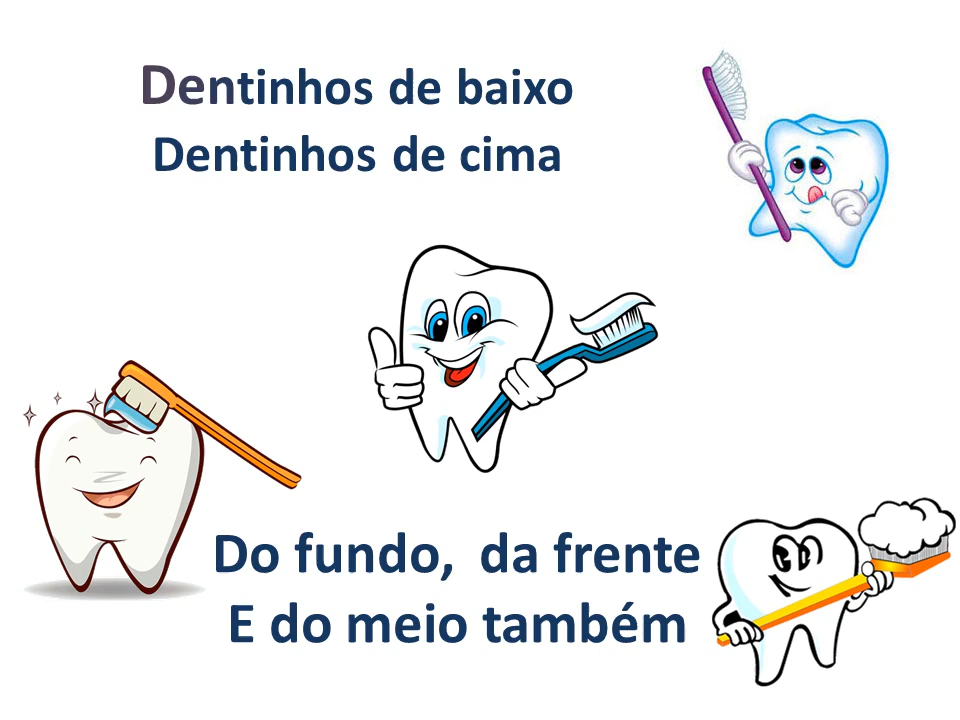 Dentinhos de baixo
Dentinhos de cima
Do fundo,  da frente
E do meio também